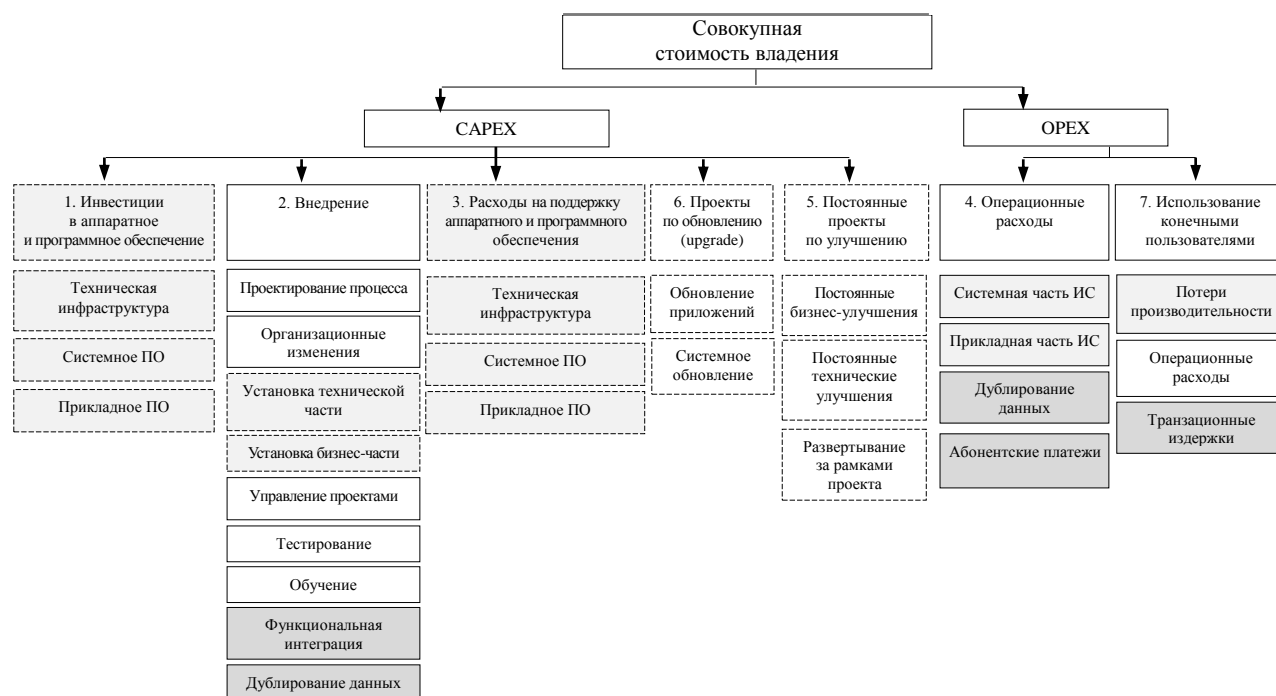 Совокупная
стоимость владения
CAPEX
OPEX
1. Инвестиции
в аппаратное
и программное обеспечение
2. Внедрение
3. Расходы на поддержку
аппаратного и программного
обеспечения
6. Проекты
по обновлению
(upgrade)
5. Постоянные
проекты
по улучшению
4. Операционные
расходы
7. Использование
конечными
пользователями
Техническая
инфраструктура
Системное ПО
Прикладное ПО
Проектирование процесса
Организационные
изменения
Установка технической
части
Установка бизнес-части
Управление проектами
Тестирование
Обучение
Функциональная
интеграция
Дублирование данных
Техническая
инфраструктура
Системное ПО
Прикладное ПО
Обновление
приложений
Системное
обновление
Постоянные
бизнес-улучшения
Постоянные
технические
улучшения
Развертывание
за рамками
проекта
Системная часть ИС
Прикладная часть ИС
Дублирование
данных
Абонентские платежи
Потери
производительности
Операционные
расходы
Транзационные
издержки